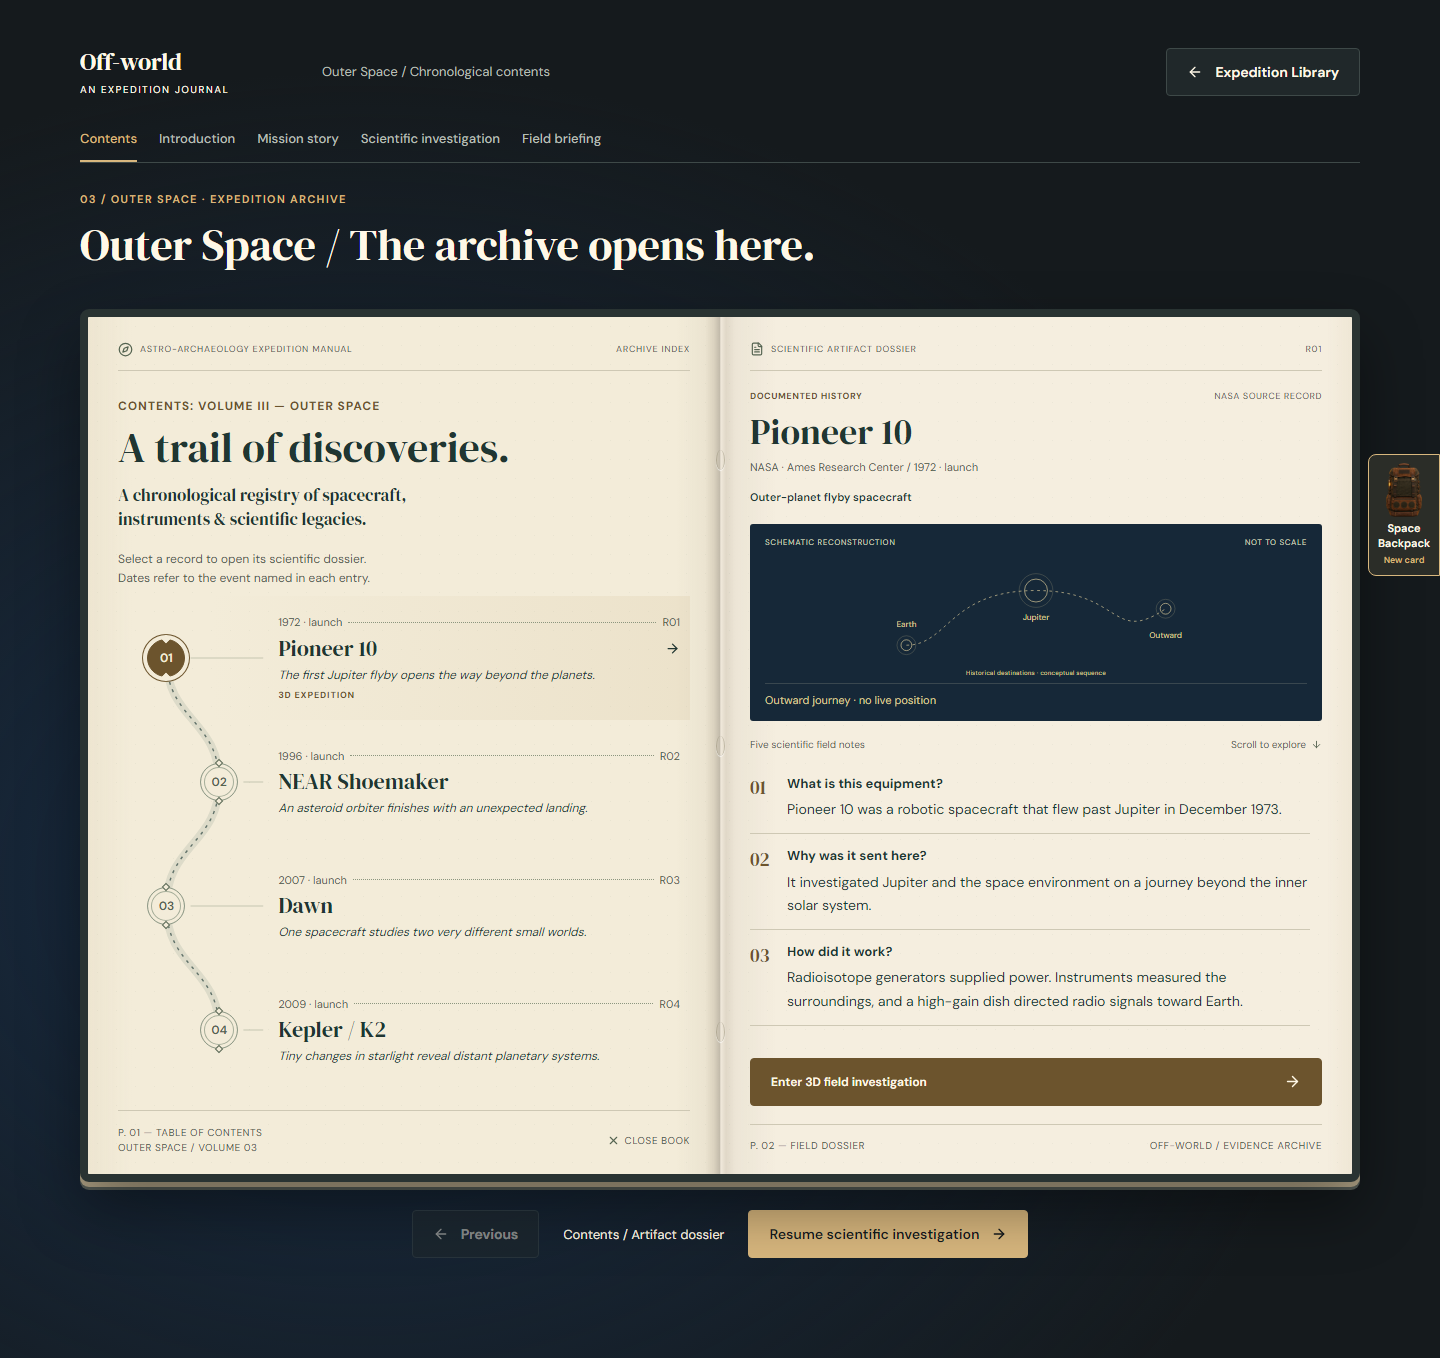 Off-world
AN EXPEDITION JOURNAL
Outer Space / Chronological contents
Expedition Library
Contents
Introduction
Mission story
Scientific investigation
Field briefing
03 / OUTER SPACE · EXPEDITION ARCHIVE
Outer Space / The archive opens here.
ASTRO-ARCHAEOLOGY EXPEDITION MANUAL
ARCHIVE INDEX
CONTENTS: VOLUME III — OUTER SPACE
A trail of discoveries.
A chronological registry of spacecraft,
instruments & scientific legacies.
Select a record to open its scientific dossier.
Dates refer to the event named in each entry.
01
1972 · launch
R01
Pioneer 10
The first Jupiter flyby opens the way beyond the planets.
3D EXPEDITION
02
1996 · launch
R02
NEAR Shoemaker
An asteroid orbiter finishes with an unexpected landing.
03
2007 · launch
R03
Dawn
One spacecraft studies two very different small worlds.
04
2009 · launch
R04
Kepler / K2
Tiny changes in starlight reveal distant planetary systems.
P. 01 — TABLE OF CONTENTS
OUTER SPACE / VOLUME 03
CLOSE BOOK
SCIENTIFIC ARTIFACT DOSSIER
R01
DOCUMENTED HISTORY
NASA SOURCE RECORD
Pioneer 10
NASA · Ames Research Center / 1972 · launch
Outer-planet flyby spacecraft
SCHEMATIC RECONSTRUCTION
NOT TO SCALE
Earth
Jupiter
Outward
Historical destinations · conceptual sequence
Outward journey · no live position
Five scientific field notes
Scroll to explore
01
What is this equipment?
Pioneer 10 was a robotic spacecraft that flew past Jupiter in December 1973.
02
Why was it sent here?
It investigated Jupiter and the space environment on a journey beyond the inner
solar system.
03
How did it work?
Radioisotope generators supplied power. Instruments measured the
surroundings, and a high-gain dish directed radio signals toward Earth.
Enter 3D field investigation
P. 02 — FIELD DOSSIER
OFF-WORLD / EVIDENCE ARCHIVE
Space
Backpack
New card
Previous
Contents / Artifact dossier
Resume scientific investigation